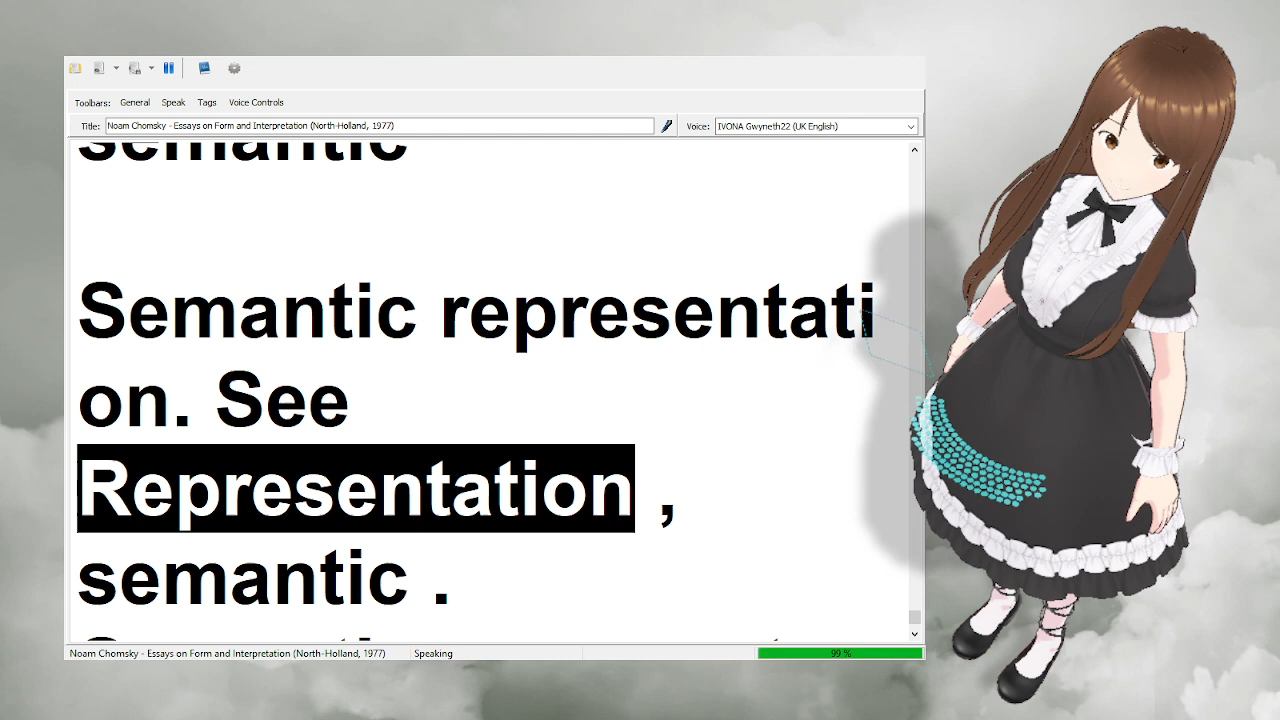 Toolbars: General Speak Tags Voice Controls
Title: Noam Chomsky - Essays on Form and Interpretation (North-Holland, 1977) Voice: IVONA Gwyneth22 (UK English)
semantic
Semantic representati
on. See
Representation ,
semantic .
Noam Chomsky - Essays on Form and Interpretation (North-Holland, 1977) Speaking 99 %